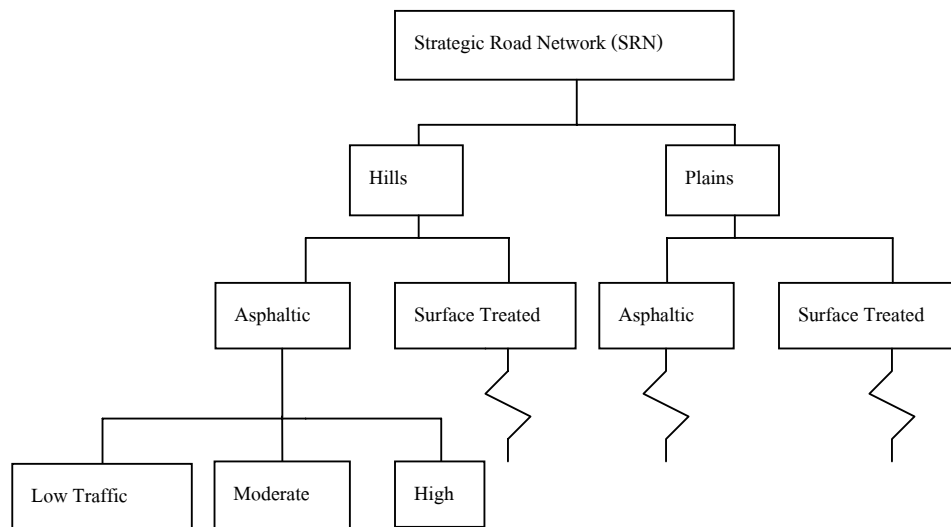 Strategic Road Network (SRN)
Hills
Plains
Asphaltic
Surface Treated
Asphaltic
Surface Treated
Low Traffic
Moderate
High